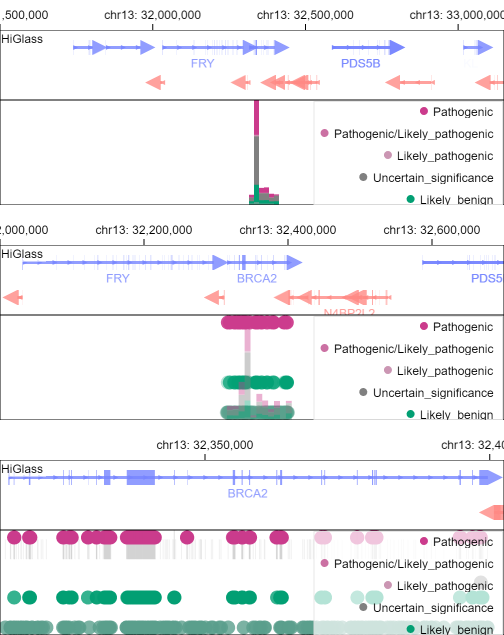 ,500,000 chr13: 32,000,000 chr13: 32,500,000 chr13: 33,000,000
HiGlass
FRY PDS5B
Pathogenic
Pathogenic/Likely_pathogenic
Likely_pathogenic
Uncertain_significance
Likely_benign
2,000,000 chr13: 32,200,000 chr13: 32,400,000 chr13: 32,600,000
HiGlass
FRY BRCA2 PDS5
N4BP2L2
Pathogenic
Pathogenic/Likely_pathogenic
Likely_pathogenic
Uncertain_significance
Likely_benign
chr13: 32,350,000 chr13: 32,40
HiGlass
BRCA2
Pathogenic
Pathogenic/Likely_pathogenic
Likely_pathogenic
Uncertain_significance
Likely_benign